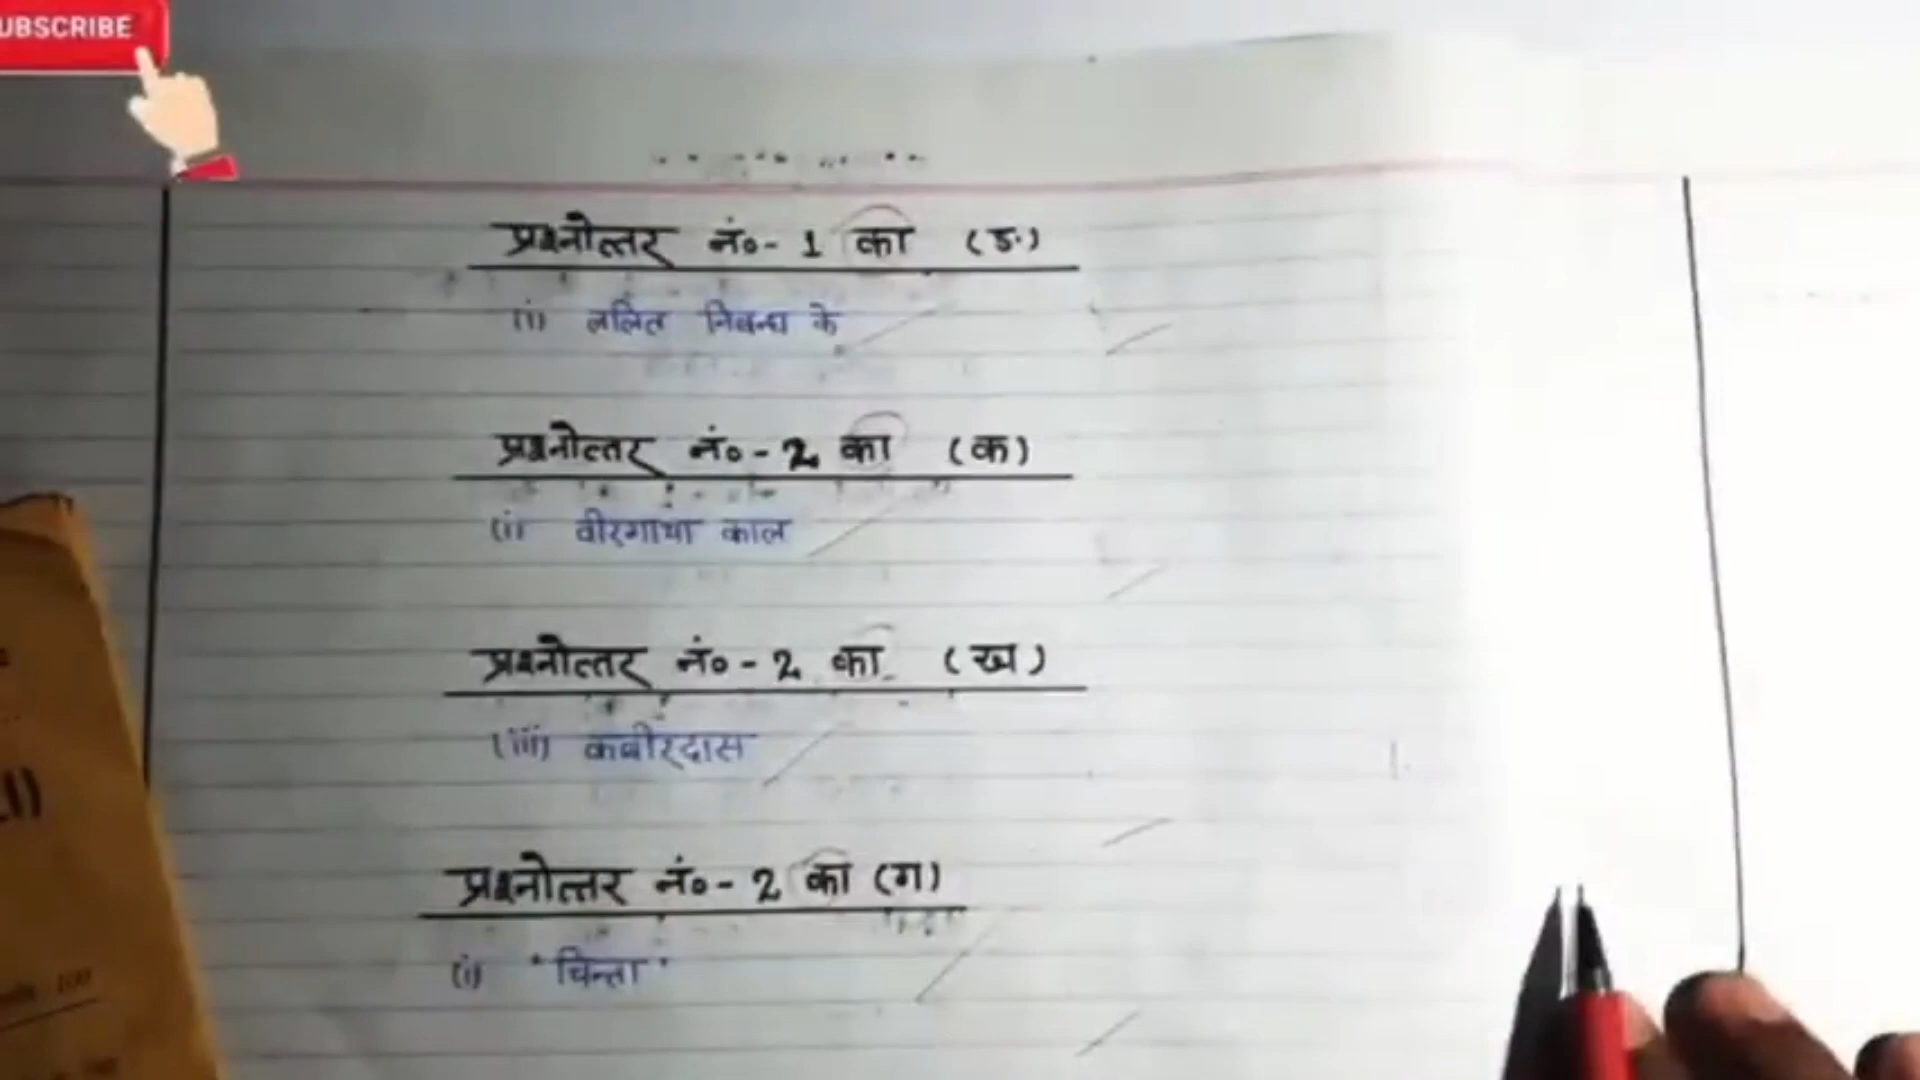 UBSCRIBE
प्रश्नोत्तर नं०- 1 का (ङ)
(i) ललित निबन्ध के
प्रश्नोत्तर नं०- 2 का (क)
(i) वीरगाथा काल
प्रश्नोत्तर नं०- 2 का (ख)
(iii) कबीरदास
प्रश्नोत्तर नं०- 2 का (ग)
(i) 'चिन्ता'